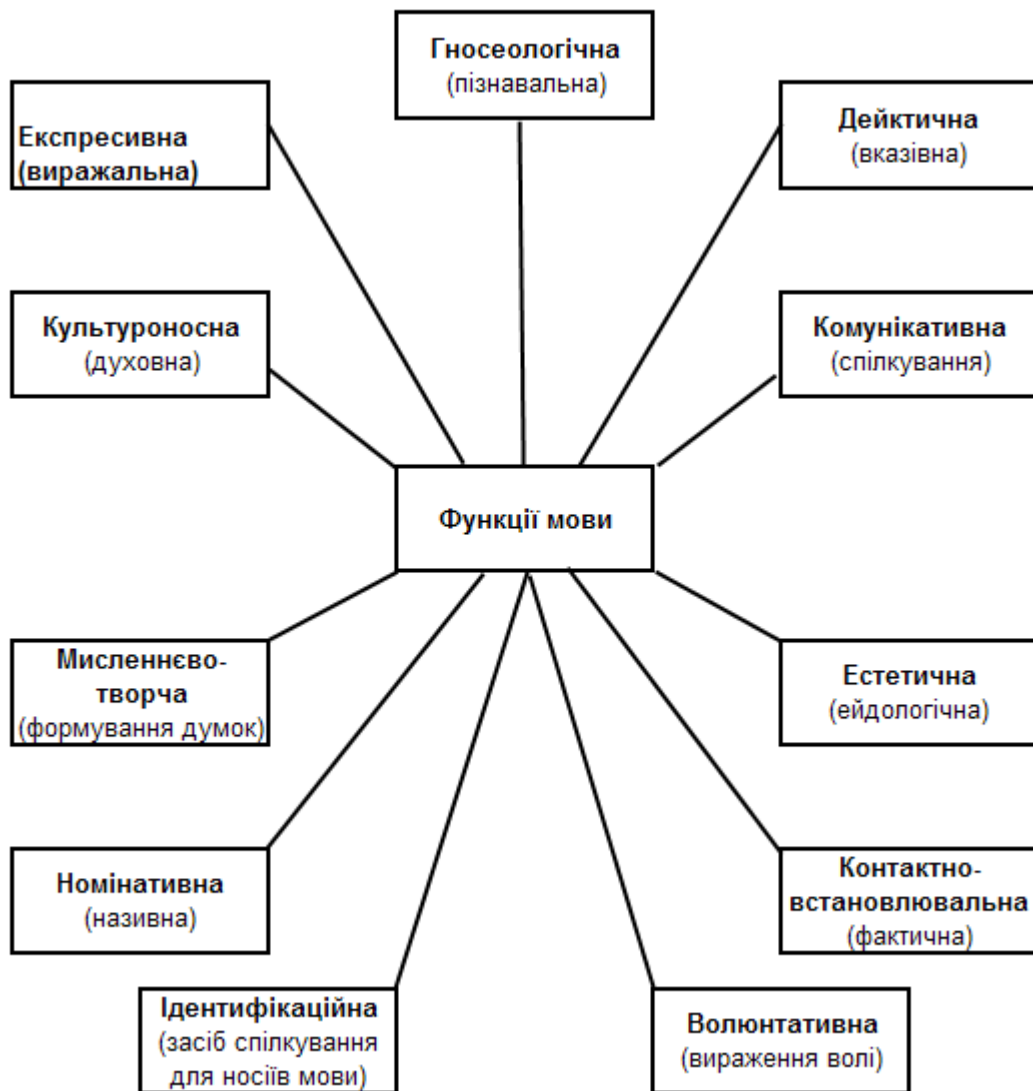 Гносеологічна
(пізнавальна)
Експресивна
(виражальна)
Дейктична
(вказівна)
Культуроносна
(духовна)
Комунікативна
(спілкування)
Функції мови
Мисленнєво-
творча
(формування думок)
Естетична
(ейдологічна)
Номінативна
(називна)
Контактно-
встановлювальна
(фактична)
Ідентифікаційна
(засіб спілкування
для носіїв мови)
Волюнтативна
(вираження волі)